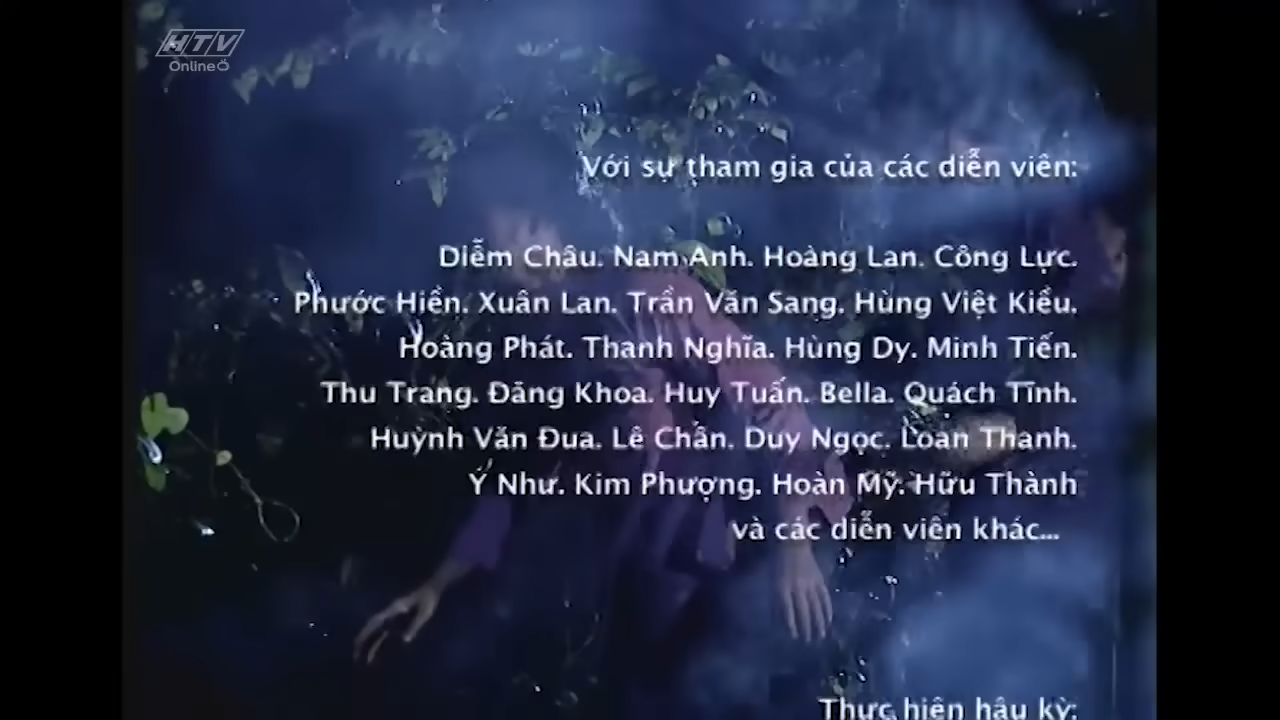 HTV
Online
Với sự tham gia của các diễn viên:
Diễm Châu. Nam Anh. Hoàng Lan. Công Lực.
Phước Hiền. Xuân Lan. Trần Văn Sang. Hùng Việt Kiều.
Hoàng Phát. Thanh Nghĩa. Hùng Dy. Minh Tiến.
Thu Trang. Đăng Khoa. Huy Tuấn. Bella. Quách Tĩnh.
Huỳnh Văn Đua. Lê Chẩn. Duy Ngọc. Loan Thanh.
Ý Như. Kim Phượng. Hoàn Mỹ. Hữu Thành
và các diễn viên khác...
Thực hiện hậu kỳ: